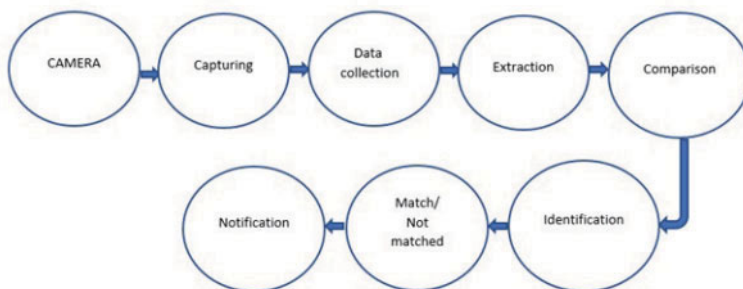 CAMERA
Capturing
Data
collection
Extraction
Comparison
Identification
Match/
Not
matched
Notification